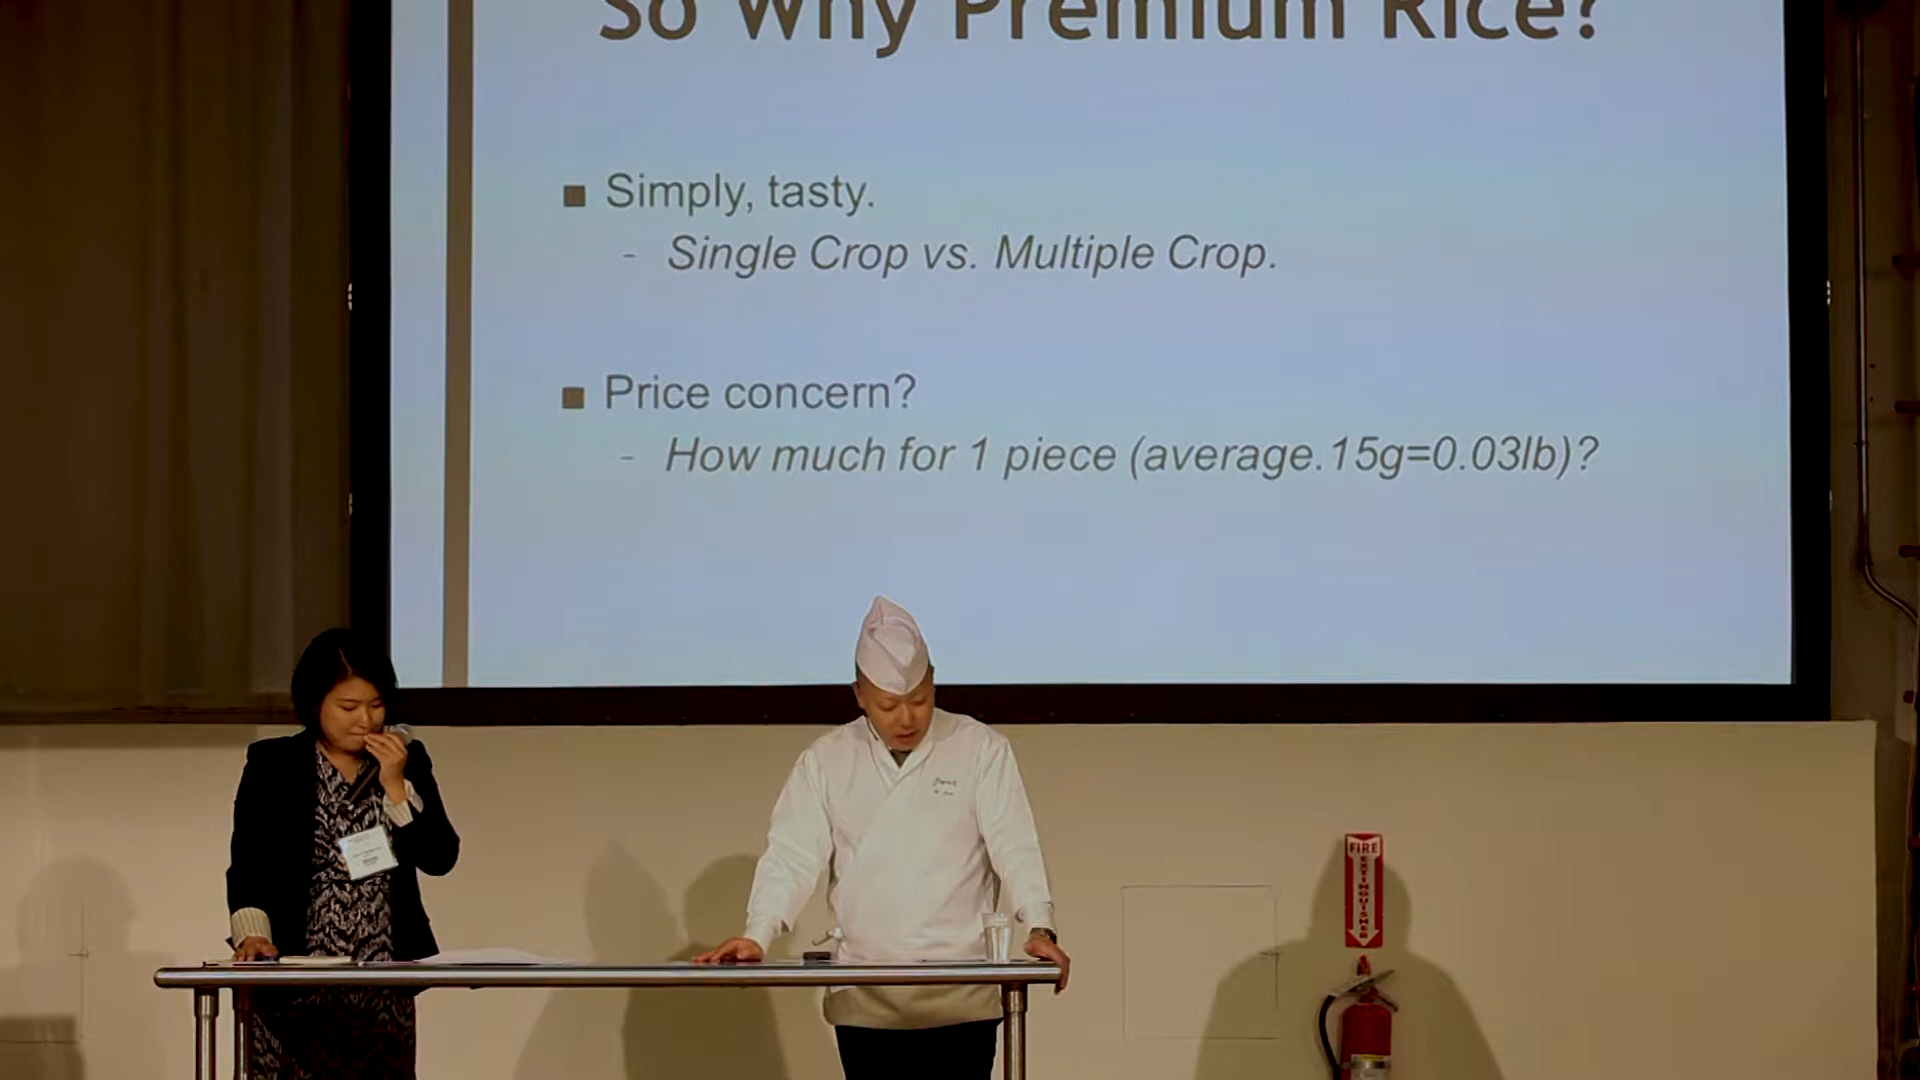 So Why Premium Rice?
Simply, tasty.
- Single Crop vs. Multiple Crop.
Price concern?
- How much for 1 piece (average.15g=0.03lb)?
FIRE
EXTINGUISHER